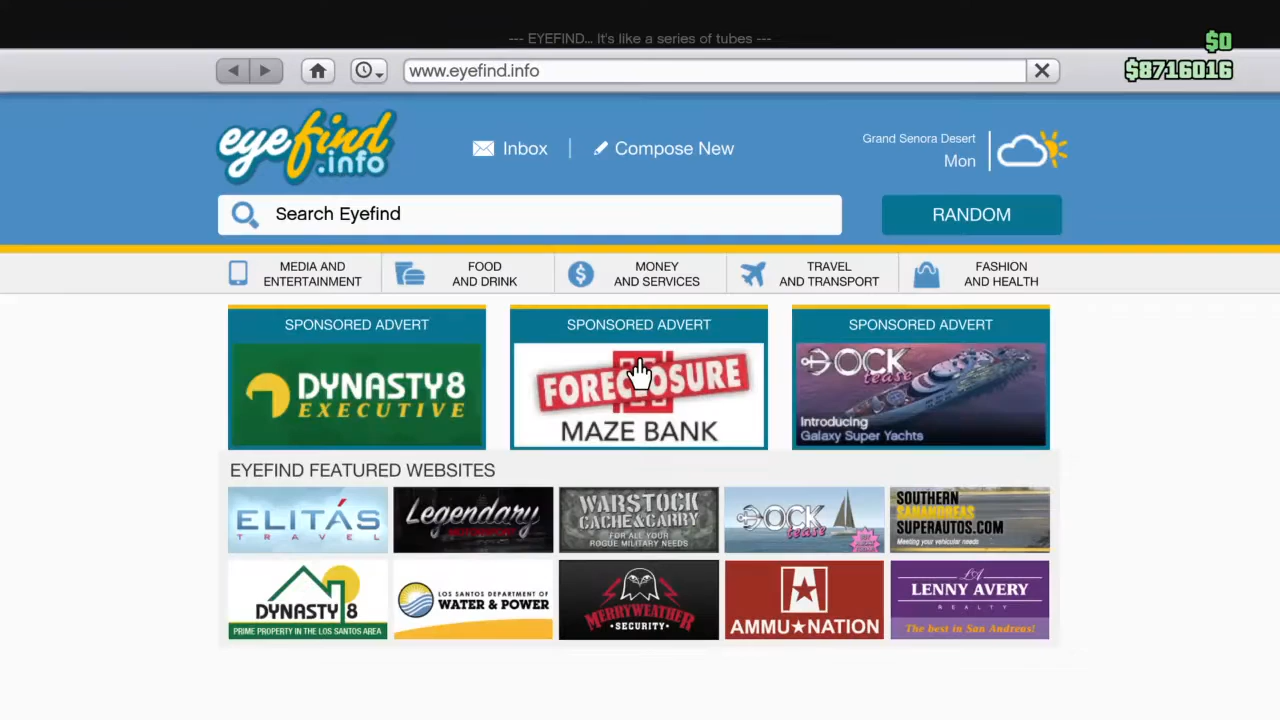 --- EYEFIND... It's like a series of tubes ---
$0
$8716016
www.eyefind.info
eyefind
.info
Inbox
Compose New
Grand Senora Desert
Mon
Search Eyefind
RANDOM
MEDIA AND
ENTERTAINMENT
FOOD
AND DRINK
MONEY
AND SERVICES
TRAVEL
AND TRANSPORT
FASHION
AND HEALTH
SPONSORED ADVERT
DYNASTY8
EXECUTIVE
SPONSORED ADVERT
FORECLOSURE
MAZE BANK
SPONSORED ADVERT
DOCK
tease
Introducing
Galaxy Super Yachts
EYEFIND FEATURED WEBSITES
ELITÁS
TRAVEL
Legendary
WARSTOCK
CACHE&CARRY
FOR ALL YOUR
ROGUE MILITARY NEEDS
DOCK
tease
SOUTHERN
SANANDREAS
SUPERAUTOS.COM
Meeting your vehicular needs
DYNASTY 8
PRIME PROPERTY IN THE LOS SANTOS AREA
LOS SANTOS DEPARTMENT OF
WATER & POWER
MERRYWEATHER
SECURITY
AMMU★NATION
LA
LENNY AVERY
REALTY
The best in San Andreas!